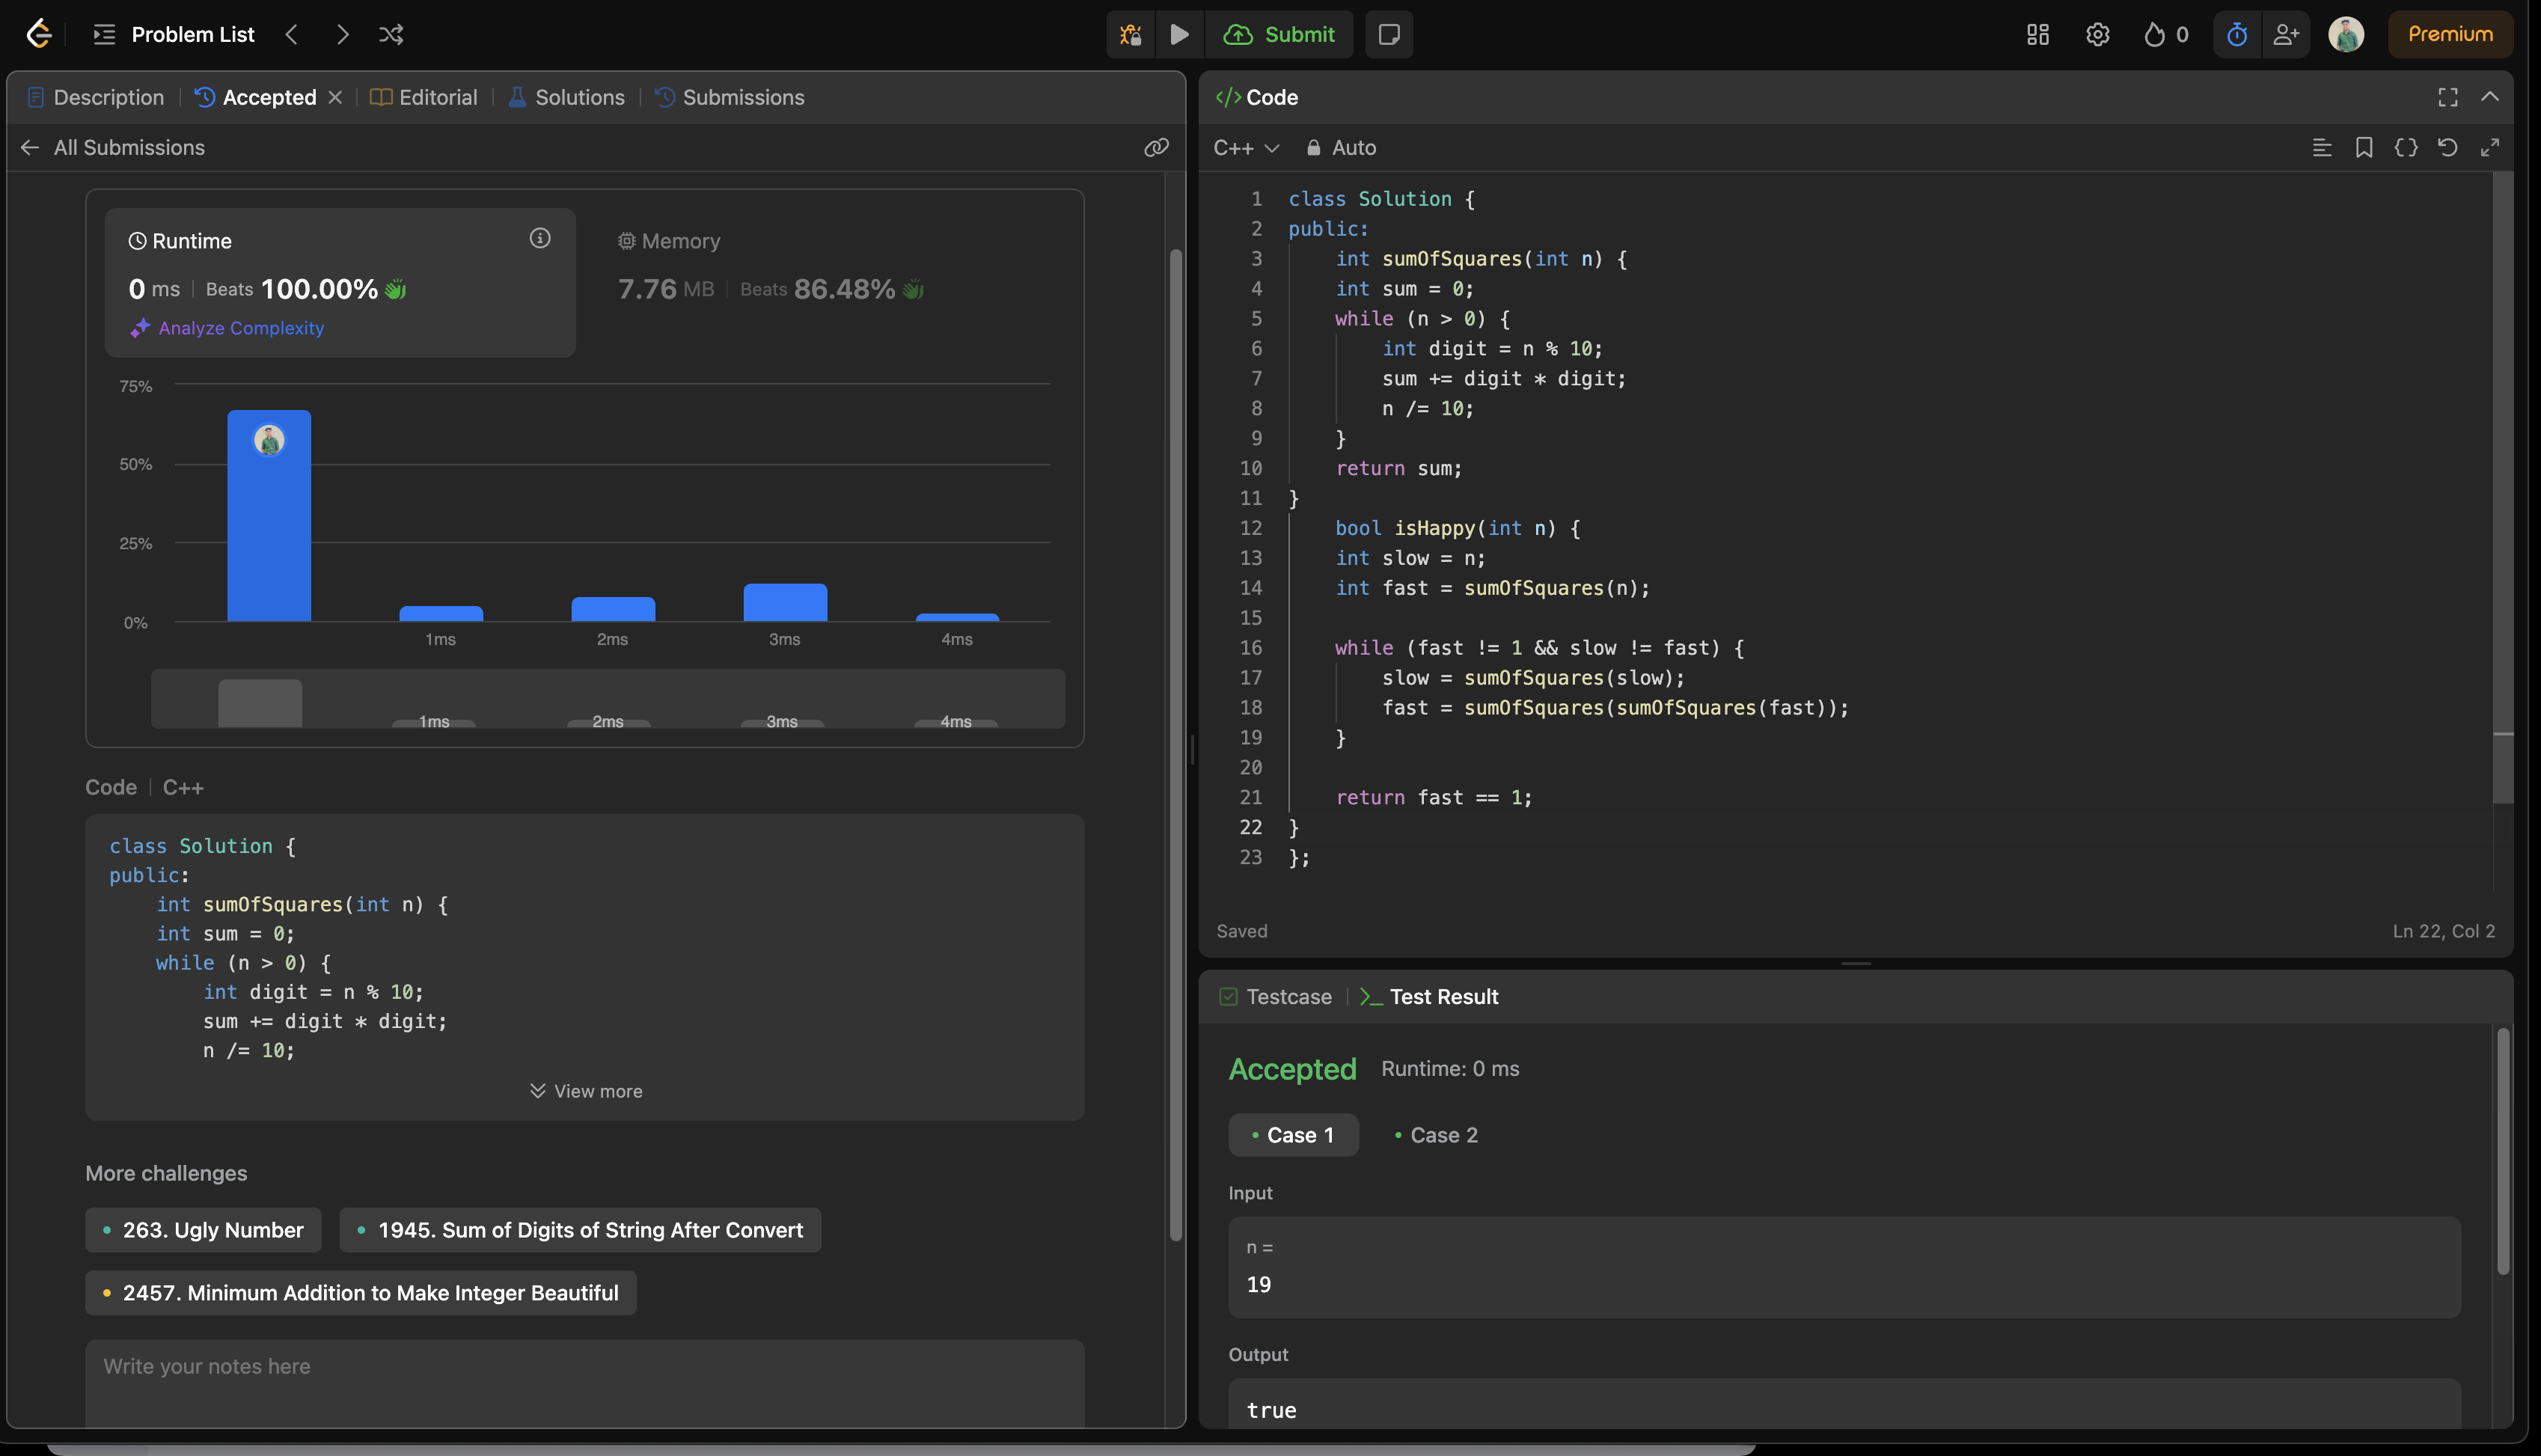 Problem List
Submit
0
Premium
Description
Accepted
Editorial
Solutions
Submissions
All Submissions
Runtime
0 ms Beats 100.00%
Analyze Complexity
Memory
7.76 MB Beats 86.48%
75%
50%
25%
0%
1ms 2ms 3ms 4ms
1ms 2ms 3ms 4ms
Code C++
class Solution {
public:
    int sumOfSquares(int n) {
    int sum = 0;
    while (n > 0) {
        int digit = n % 10;
        sum += digit * digit;
        n /= 10;
View more
More challenges
263. Ugly Number
1945. Sum of Digits of String After Convert
2457. Minimum Addition to Make Integer Beautiful
Write your notes here
</> Code
C++ Auto
1 class Solution {
2 public:
3     int sumOfSquares(int n) {
4     int sum = 0;
5     while (n > 0) {
6         int digit = n % 10;
7         sum += digit * digit;
8         n /= 10;
9     }
10     return sum;
11 }
12     bool isHappy(int n) {
13     int slow = n;
14     int fast = sumOfSquares(n);
15
16     while (fast != 1 && slow != fast) {
17         slow = sumOfSquares(slow);
18         fast = sumOfSquares(sumOfSquares(fast));
19     }
20
21     return fast == 1;
22 }
23 };
Saved
Ln 22, Col 2
Testcase
Test Result
Accepted Runtime: 0 ms
Case 1
Case 2
Input
n =
19
Output
true